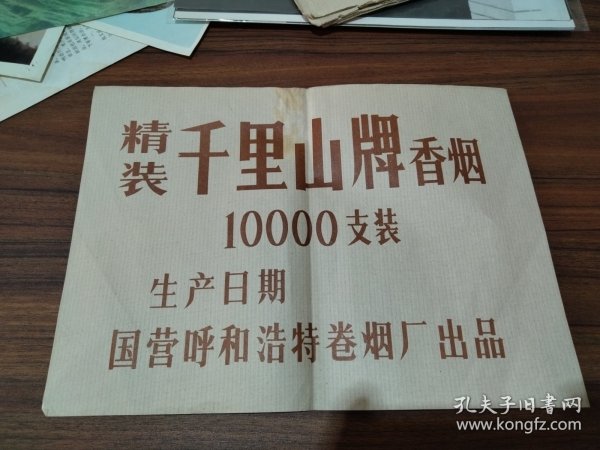 精装 千里山牌 香烟
10000支装
生产日期
国营呼和浩特卷烟厂出品
孔夫子旧書网
www.kongfz.com